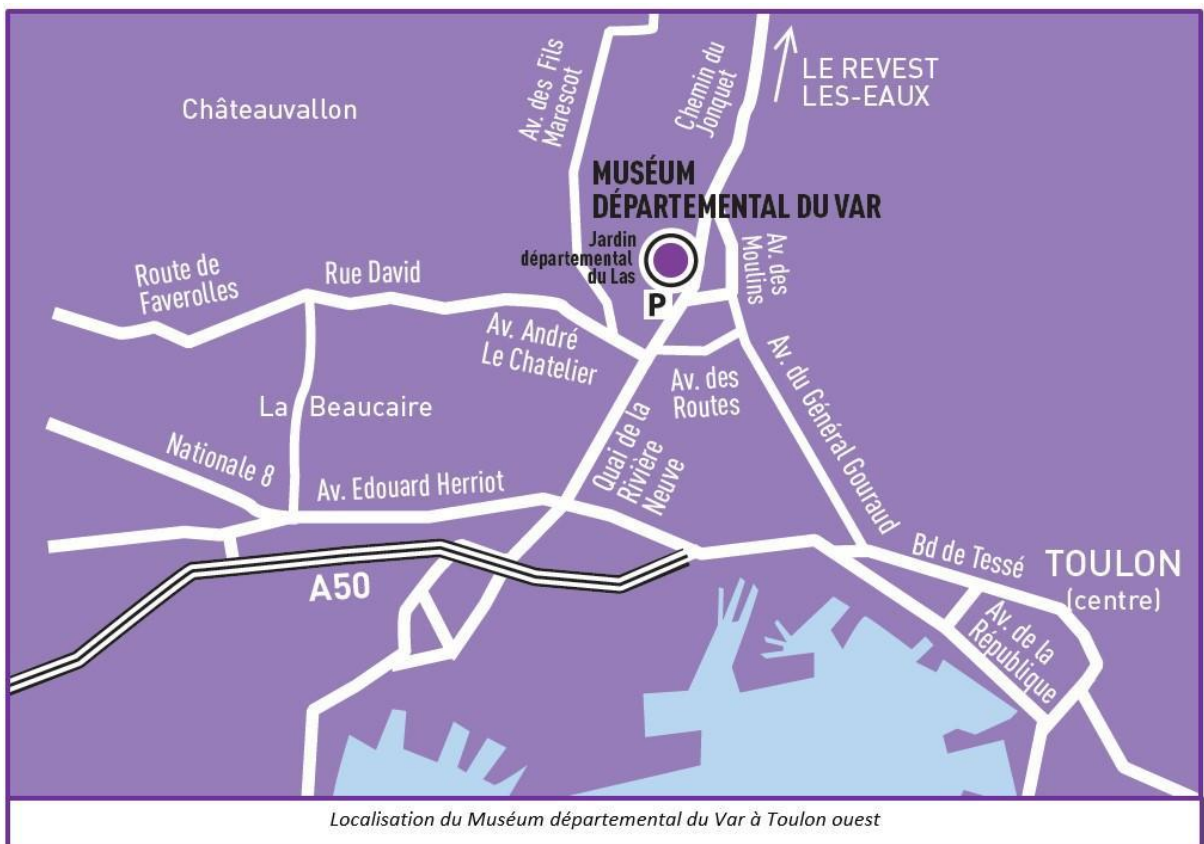 Châteauvallon
Av. des Fils
Marescot
Chemin du
Jonquet
LE REVEST
LES-EAUX
MUSÉUM
DÉPARTEMENTAL DU VAR
Jardin
départemental
du Las
P
Av. des
Moulins
Route de
Faverolles
Rue David
Av. André
Le Chatelier
Av. des
Routes
Av. du Général Gouraud
La Beaucaire
Quai de la
Rivière
Neuve
Nationale 8
Av. Edouard Herriot
A50
Bd de Tessé
TOULON
(centre)
Av. de la
République
Localisation du Muséum départemental du Var à Toulon ouest